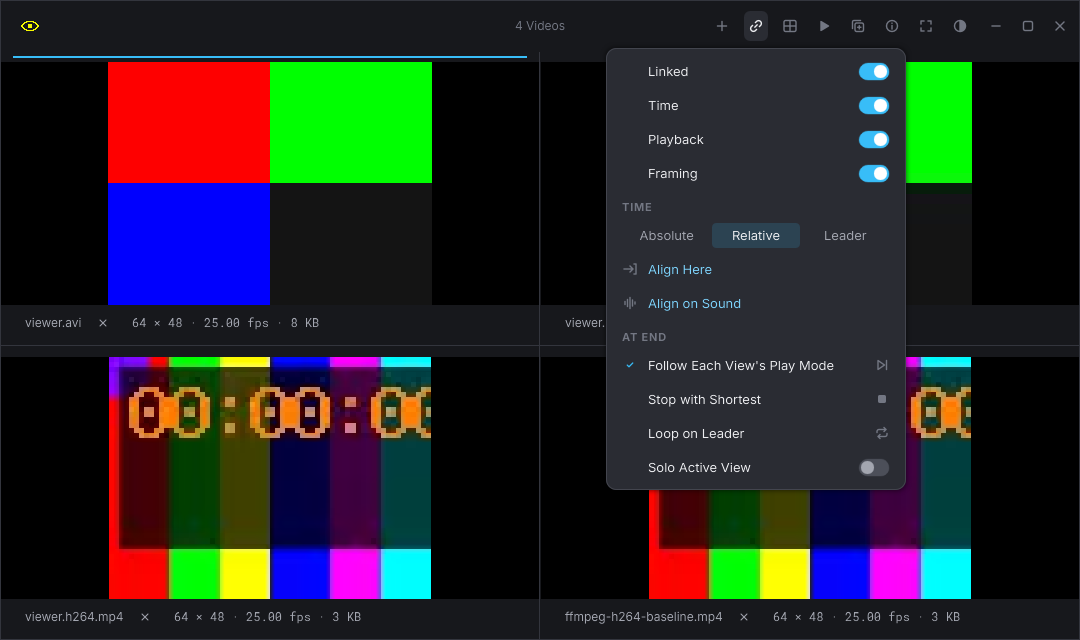 4 Videos
Linked
Time
Playback
Framing
TIME
Absolute Relative Leader
Align Here
Align on Sound
AT END
Follow Each View's Play Mode
Stop with Shortest
Loop on Leader
Solo Active View
viewer.avi × 64 × 48 · 25.00 fps · 8 KB
viewer.
viewer.h264.mp4 × 64 × 48 · 25.00 fps · 3 KB
ffmpeg-h264-baseline.mp4 × 64 × 48 · 25.00 fps · 3 KB